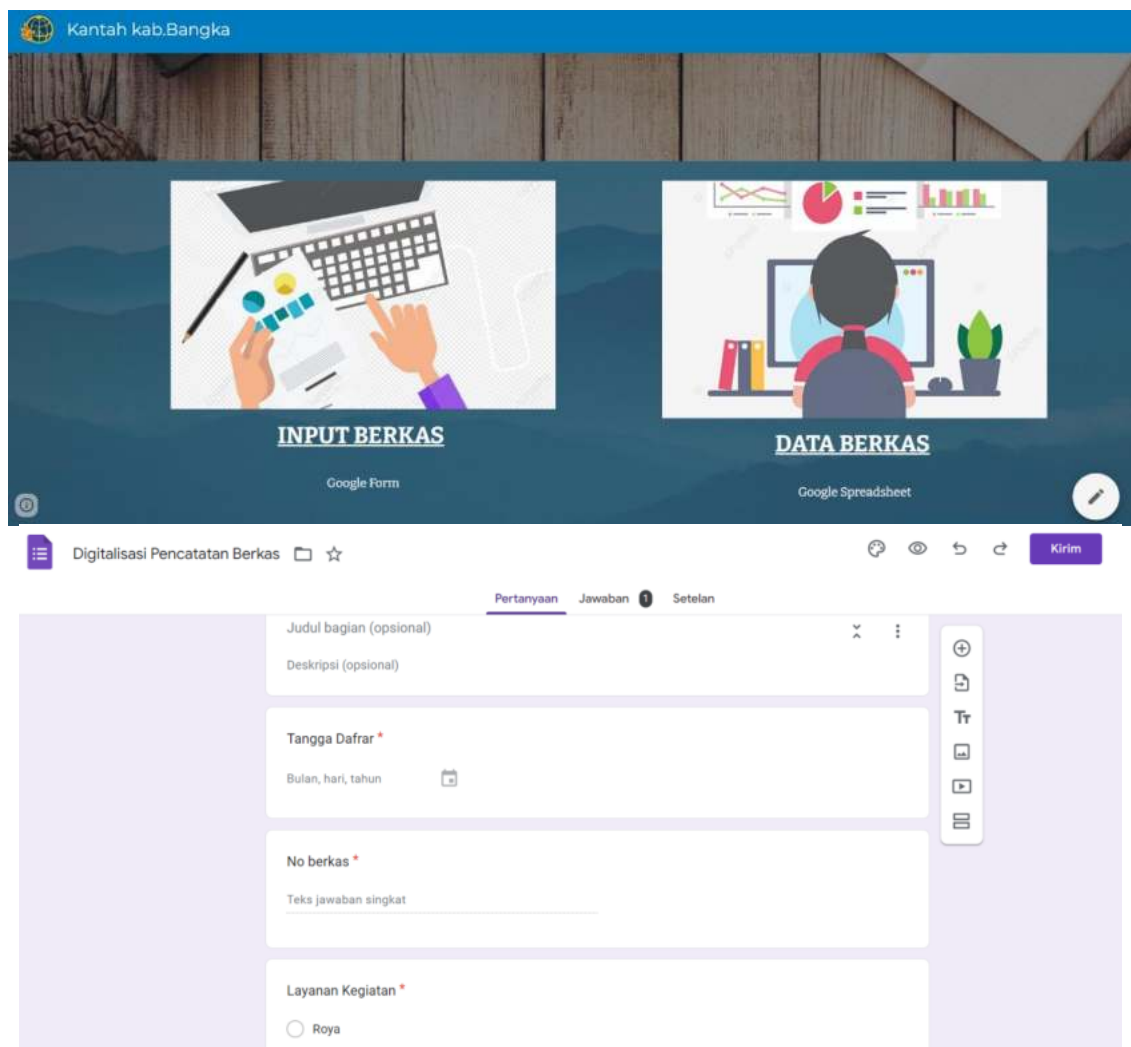 Kantah kab.Bangka
INPUT BERKAS
Google Form
DATA BERKAS
Google Spreadsheet
Digitalisasi Pencatatan Berkas
Kirim
Pertanyaan Jawaban 1 Setelan
Judul bagian (opsional)
Deskripsi (opsional)
Tangga Dafrar *
Bulan, hari, tahun
No berkas *
Teks jawaban singkat
Layanan Kegiatan *
Roya